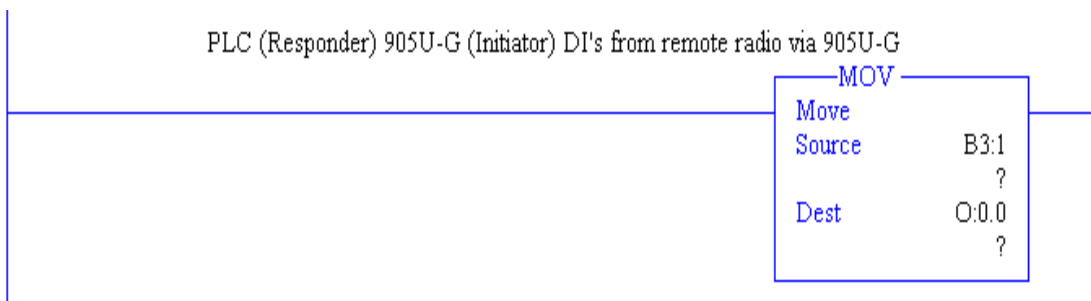 PLC (Responder) 905U-G (Initiator) DI's from remote radio via 905U-G
MOV
Move
Source B3:1
?
Dest O:0.0
?